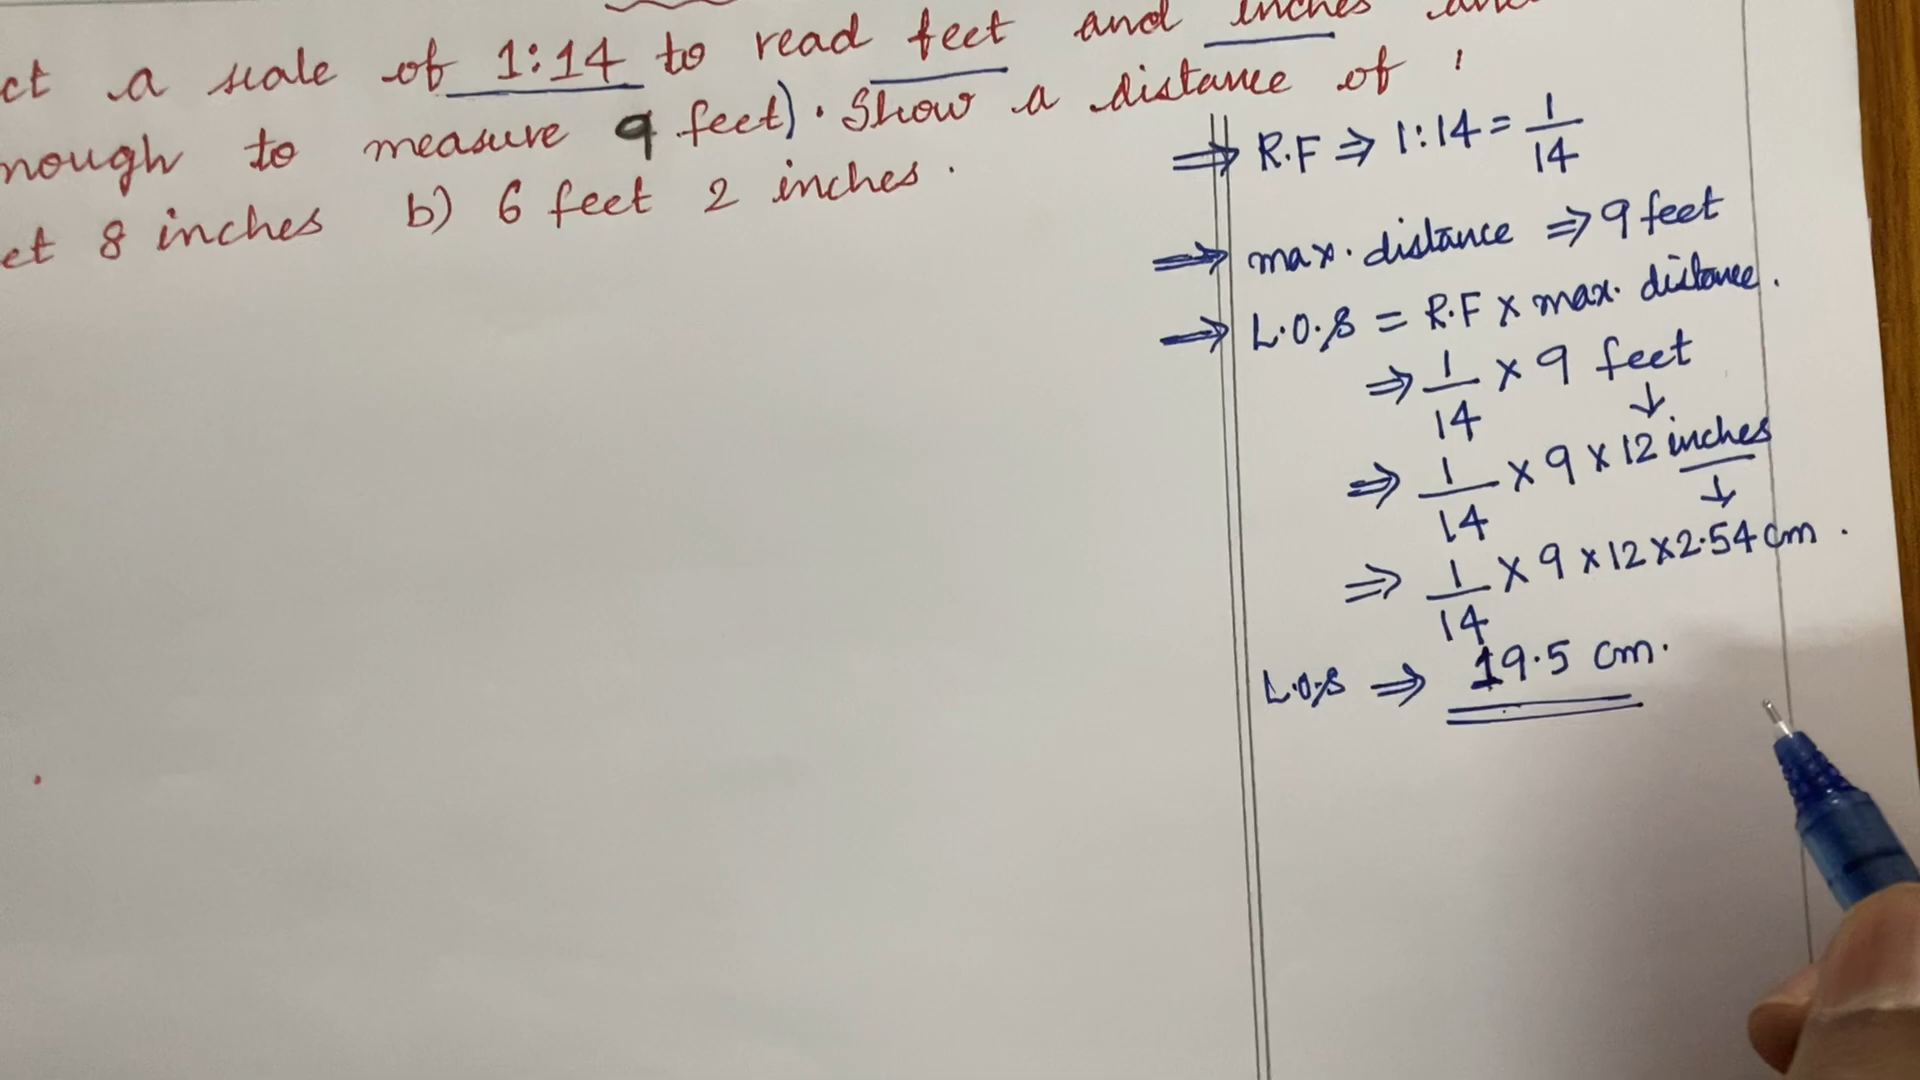 ct a scale of 1:14 to read feet and inches and
nough to measure 9 feet). Show a distance of
et 8 inches b) 6 feet 2 inches.
⇒ R.F ⇒ 1:14 = 1/14
⇒ max. distance ⇒ 9 feet
⇒ L.O.S = R.F × max. distance.
⇒ 1/14 × 9 feet
↓
⇒ 1/14 × 9 × 12 inches
↓
⇒ 1/14 × 9 × 12 × 2.54 cm.
L.O.S ⇒ 19.5 cm.